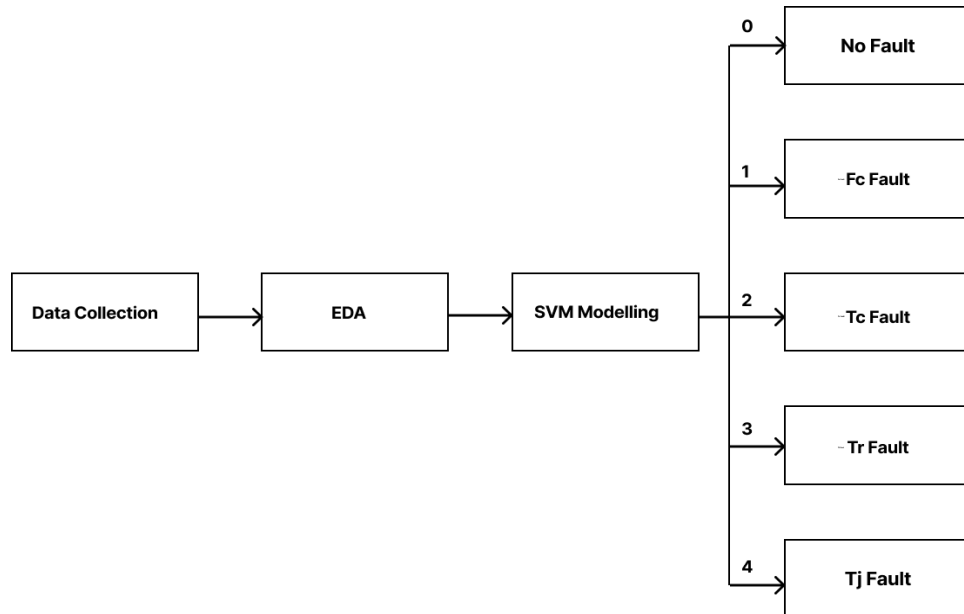 0
No Fault
1
Fc Fault
Data Collection
EDA
SVM Modelling
2
Tc Fault
3
Tr Fault
4
Tj Fault